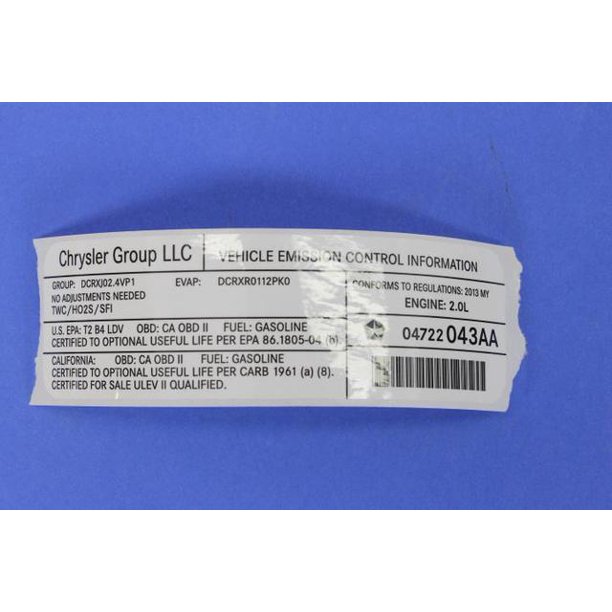 Chrysler Group LLC
VEHICLE EMISSION CONTROL INFORMATION
GROUP: DCRXJ02.4VP1 EVAP: DCRXR0112PK0
NO ADJUSTMENTS NEEDED
TWC/HO2S/SFI
CONFORMS TO REGULATIONS: 2013 MY
ENGINE: 2.0L
U.S. EPA: T2 B4 LDV OBD: CA OBD II FUEL: GASOLINE
CERTIFIED TO OPTIONAL USEFUL LIFE PER EPA 86.1805-04 (b).
04722 043AA
CALIFORNIA: OBD: CA OBD II FUEL: GASOLINE
CERTIFIED TO OPTIONAL USEFUL LIFE PER CARB 1961 (a) (8).
CERTIFIED FOR SALE ULEV II QUALIFIED.